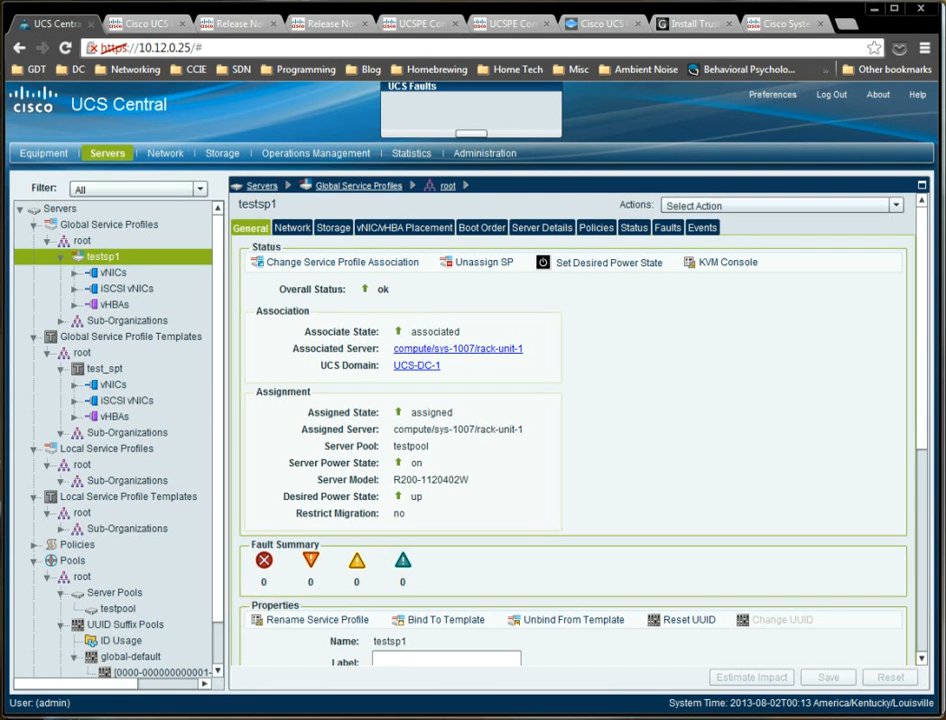 UCS Centra
Cisco UCS
Release No
Release No
UCSPE Con
UCSPE Con
Cisco UCS
Install Trus
Cisco Syste
https://10.12.0.25/#
GDT DC Networking CCIE SDN Programming Blog Homebrewing Home Tech Misc Ambient Noise Behavioral Psycholo... Other bookmarks
CISCO UCS Central
UCS Faults
Preferences Log Out About Help
Equipment Servers Network Storage Operations Management Statistics Administration
Filter: All
Servers
Global Service Profiles
root
testsp1
vNICs
iSCSI vNICs
vHBAs
Sub-Organizations
Global Service Profile Templates
root
test_spt
vNICs
iSCSI vNICs
vHBAs
Sub-Organizations
Local Service Profiles
root
Sub-Organizations
Local Service Profile Templates
root
Sub-Organizations
Policies
Pools
root
Server Pools
testpool
UUID Suffix Pools
ID Usage
global-default
[0000-000000000001-
Servers Global Service Profiles root
testsp1
Actions: Select Action
General Network Storage vNIC/vHBA Placement Boot Order Server Details Policies Status Faults Events
Status
Change Service Profile Association Unassign SP Set Desired Power State KVM Console
Overall Status: ok
Association
Associate State: associated
Associated Server: compute/sys-1007/rack-unit-1
UCS Domain: UCS-DC-1
Assignment
Assigned State: assigned
Assigned Server: compute/sys-1007/rack-unit-1
Server Pool: testpool
Server Power State: on
Server Model: R200-1120402W
Desired Power State: up
Restrict Migration: no
Fault Summary
0 0 0 0
Properties
Rename Service Profile Bind To Template Unbind From Template Reset UUID Change UUID
Name: testsp1
Label:
Estimate Impact Save Reset
User: (admin)
System Time: 2013-08-02T00:13 America/Kentucky/Louisville